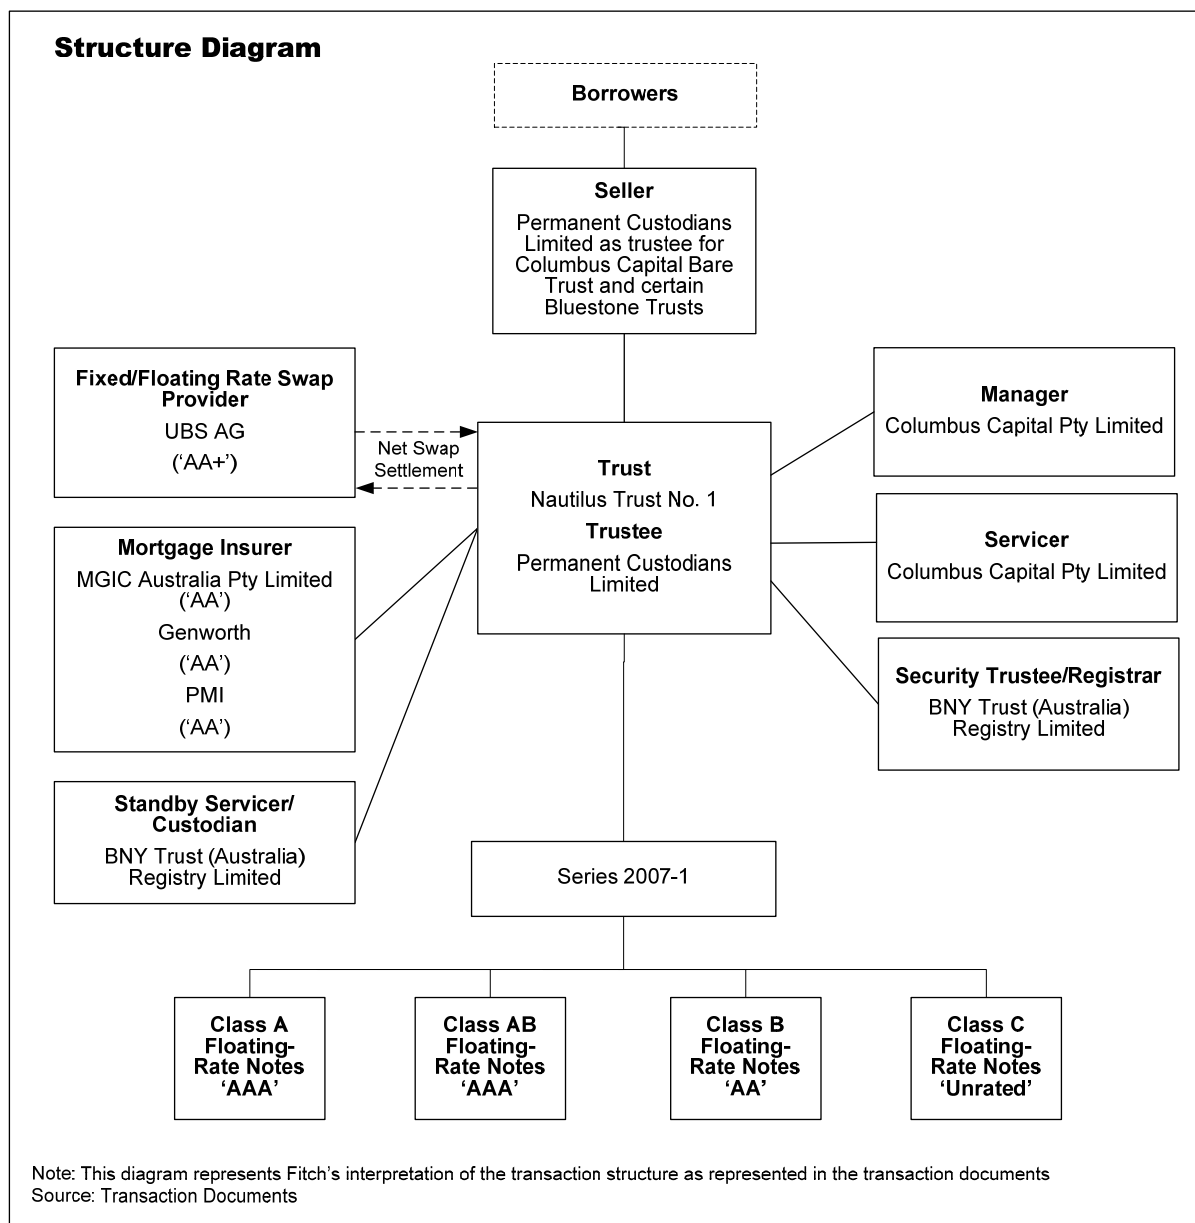 Structure Diagram
Borrowers
Seller
Permanent Custodians
Limited as trustee for
Columbus Capital Bare
Trust and certain
Bluestone Trusts
Fixed/Floating Rate Swap
Provider
UBS AG
(‘AA+’)
Net Swap
Settlement
Trust
Nautilus Trust No. 1
Trustee
Permanent Custodians
Limited
Manager
Columbus Capital Pty Limited
Mortgage Insurer
MGIC Australia Pty Limited
(‘AA’)
Genworth
(‘AA’)
PMI
(‘AA’)
Servicer
Columbus Capital Pty Limited
Security Trustee/Registrar
BNY Trust (Australia)
Registry Limited
Standby Servicer/
Custodian
BNY Trust (Australia)
Registry Limited
Series 2007-1
Class A
Floating-
Rate Notes
‘AAA’
Class AB
Floating-
Rate Notes
‘AAA’
Class B
Floating-
Rate Notes
‘AA’
Class C
Floating-
Rate Notes
‘Unrated’
Note: This diagram represents Fitch’s interpretation of the transaction structure as represented in the transaction documents
Source: Transaction Documents